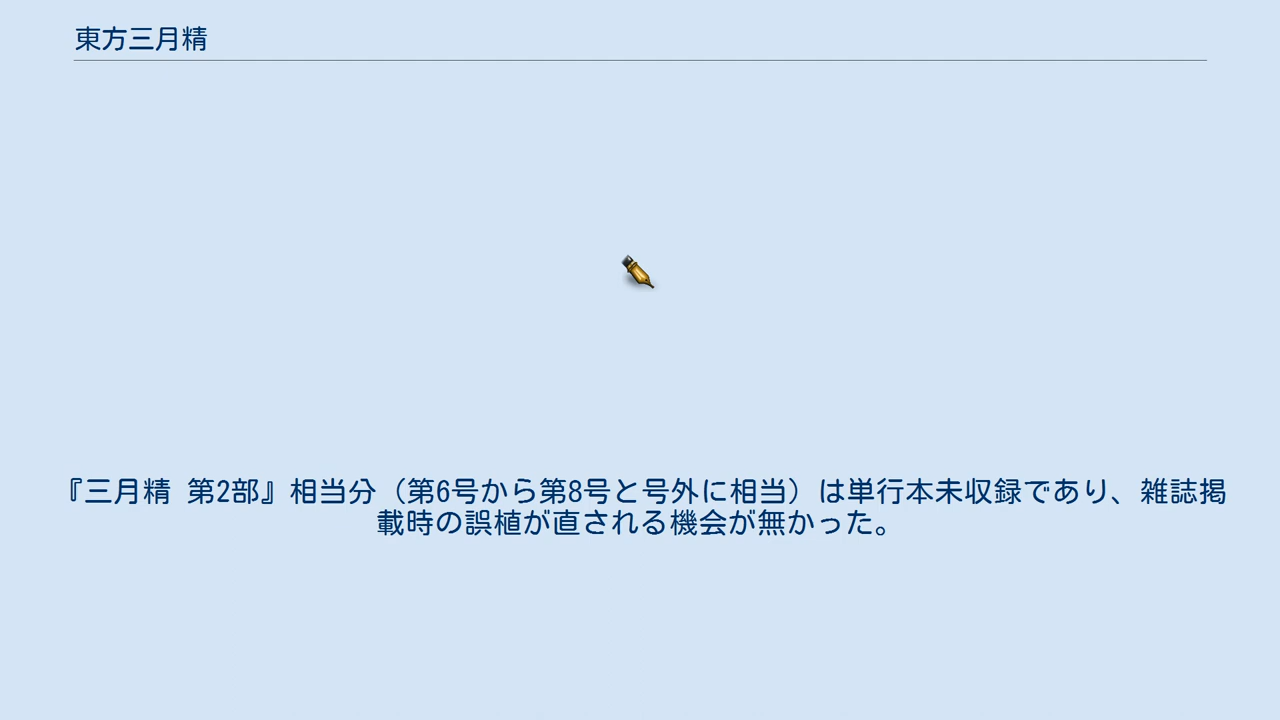 東方三月精
『三月精 第2部』相当分（第6号から第8号と号外に相当）は単行本未収録であり、雑誌掲
載時の誤植が直される機会が無かった。